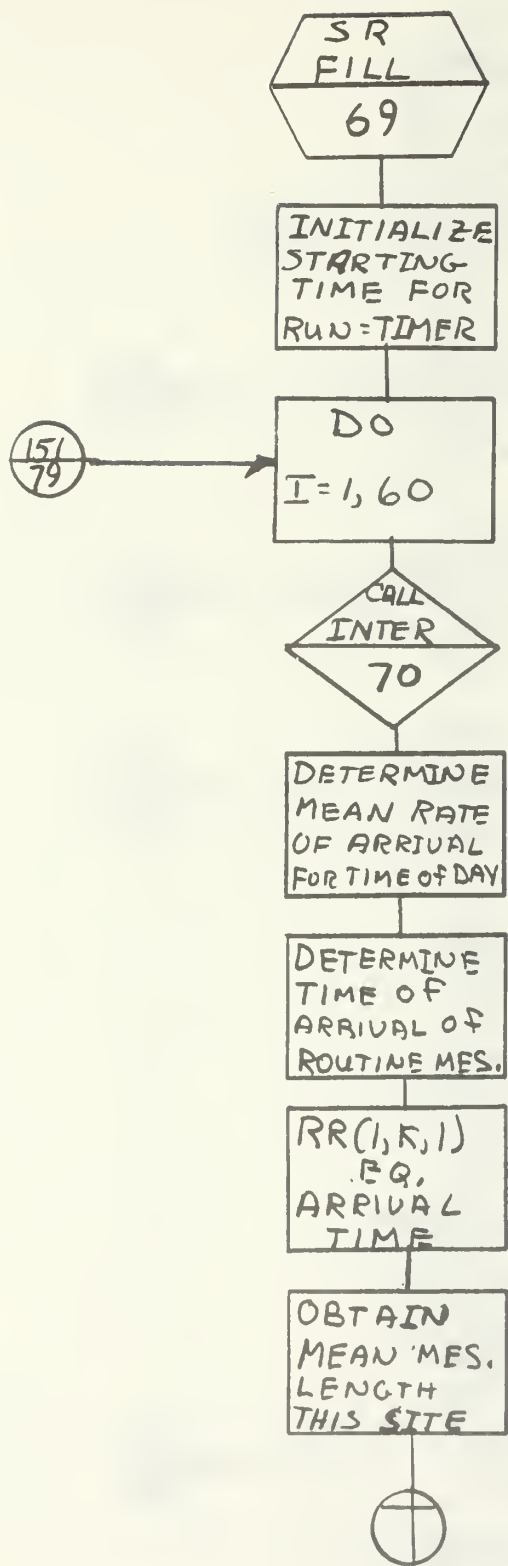 SR
FILL
69
INITIALIZE
STARTING
TIME FOR
RUN=TIMER
151
79
DO
I=1,60
CALL
INTER
70
DETERMINE
MEAN RATE
OF ARRIVAL
FOR TIME Of DAY
DETERMINE
TIME OF
ARRIVAL OF
ROUTINE MES.
RR(1,K,1)
EQ.
ARRIVAL
TIME
OBTAIN
MEAN MES.
LENGTH
THIS SITE